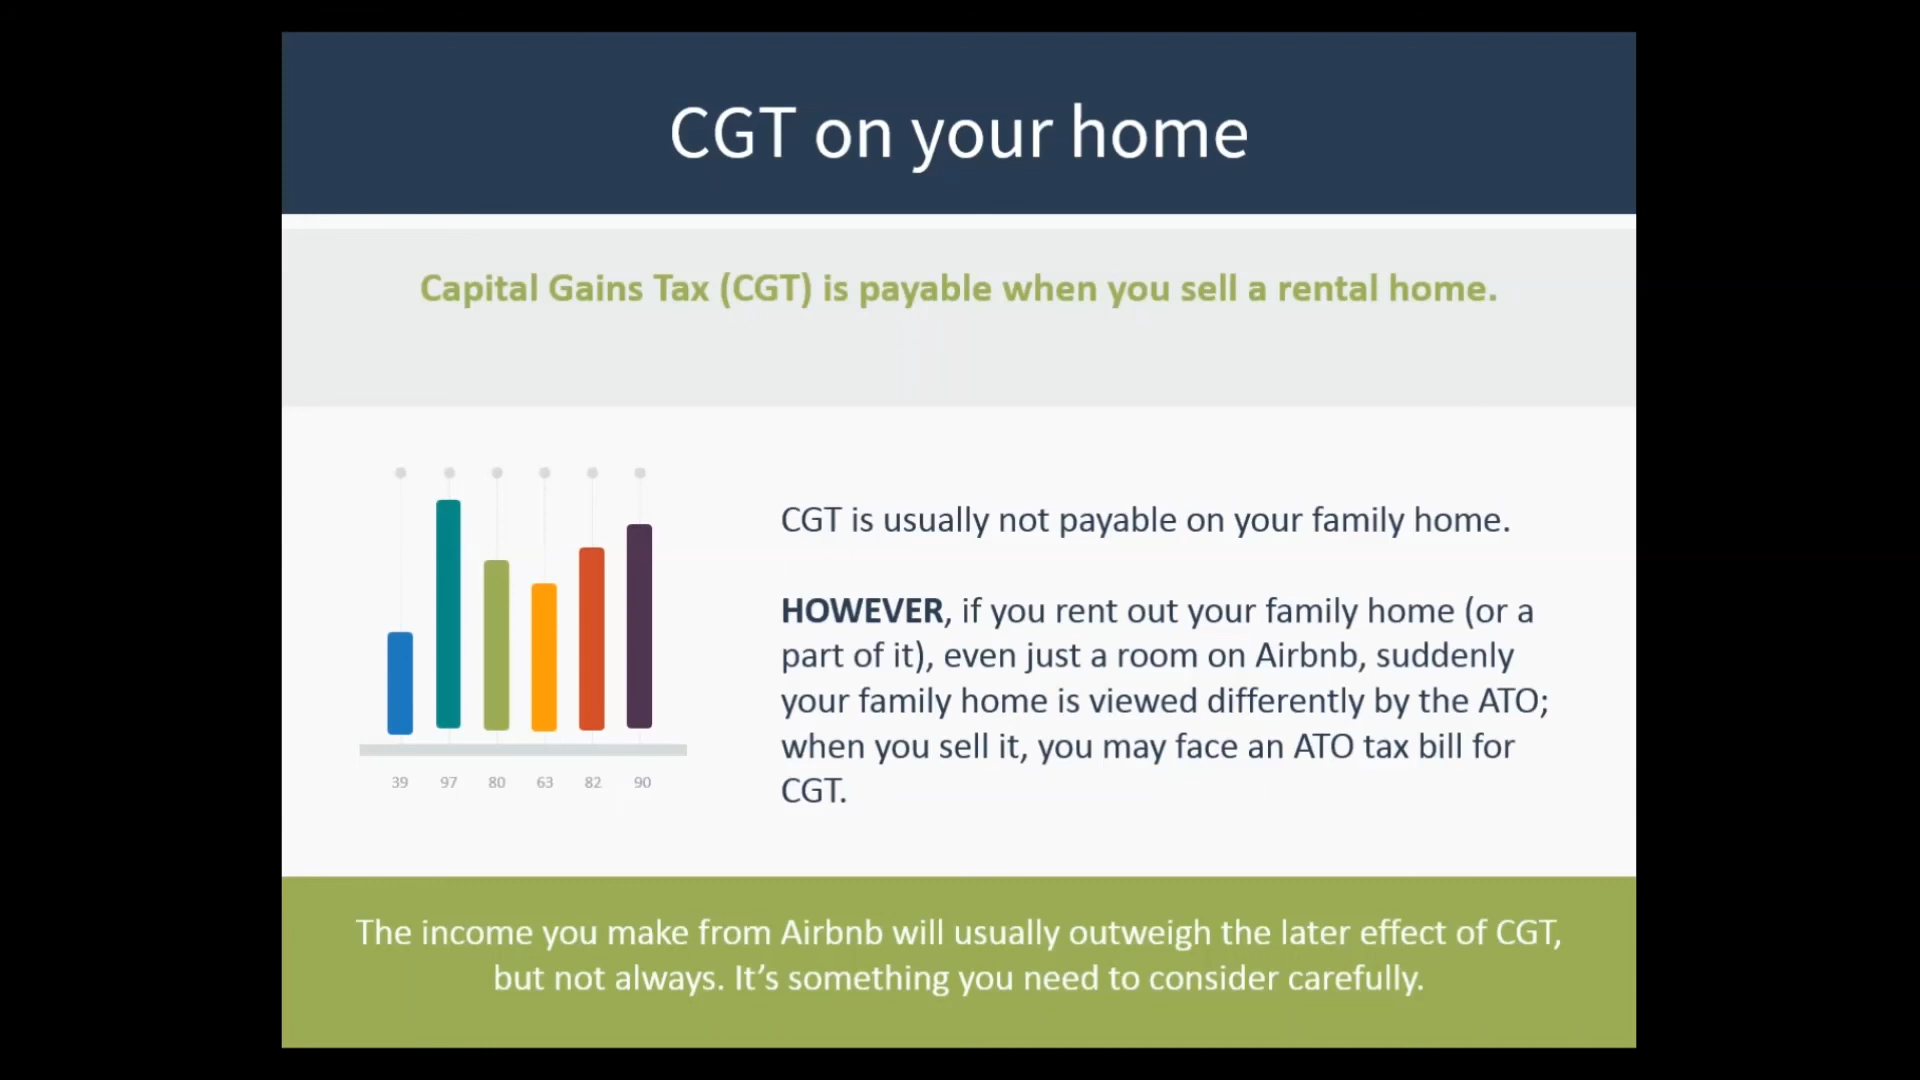 CGT on your home
Capital Gains Tax (CGT) is payable when you sell a rental home.
CGT is usually not payable on your family home.
HOWEVER, if you rent out your family home (or a
part of it), even just a room on Airbnb, suddenly
your family home is viewed differently by the ATO;
when you sell it, you may face an ATO tax bill for
CGT.
39 97 80 63 82 90
The income you make from Airbnb will usually outweigh the later effect of CGT,
but not always. It’s something you need to consider carefully.